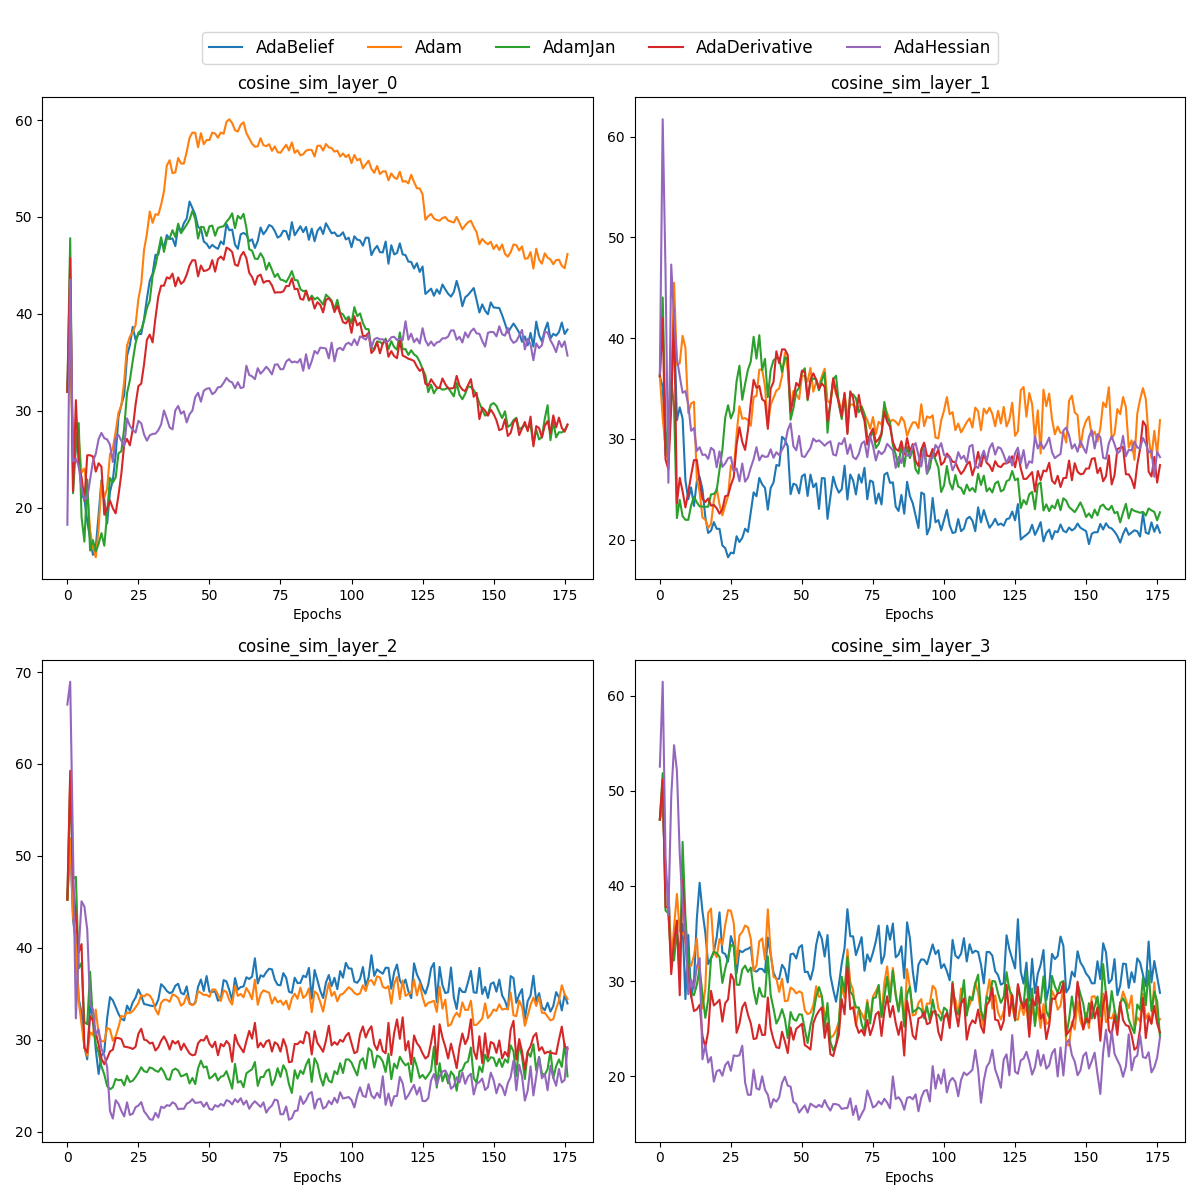 AdaBelief Adam AdamJan AdaDerivative AdaHessian
cosine_sim_layer_0
60
50
40
30
20
0 25 50 75 100 125 150 175
Epochs
cosine_sim_layer_1
60
50
40
30
20
0 25 50 75 100 125 150 175
Epochs
cosine_sim_layer_2
70
60
50
40
30
20
0 25 50 75 100 125 150 175
Epochs
cosine_sim_layer_3
60
50
40
30
20
0 25 50 75 100 125 150 175
Epochs